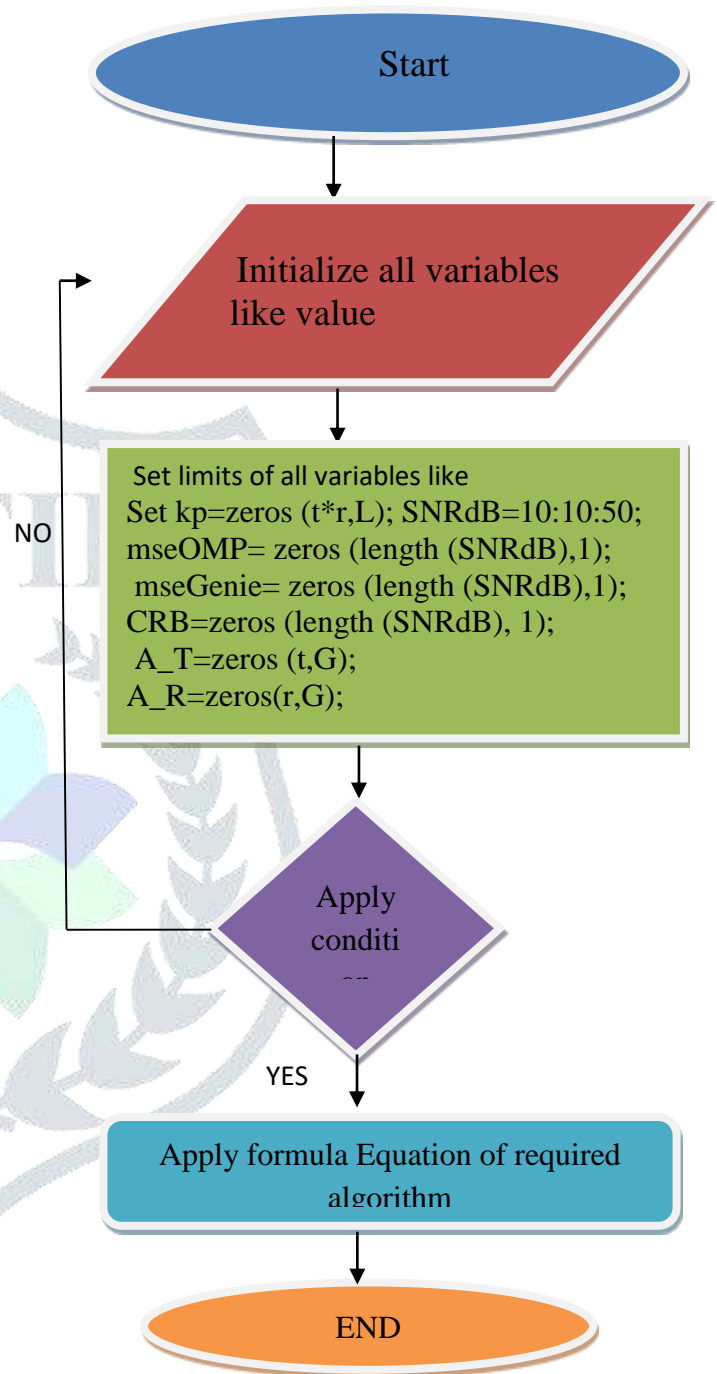 Start
Initialize all variables
like value
Set limits of all variables like
Set kp=zeros (t*r,L); SNRdB=10:10:50;
mseOMP= zeros (length (SNRdB),1);
mseGenie= zeros (length (SNRdB),1);
CRB=zeros (length (SNRdB), 1);
A_T=zeros (t,G);
A_R=zeros(r,G);
NO
Apply
conditi
on
YES
Apply formula Equation of required
algorithm
END